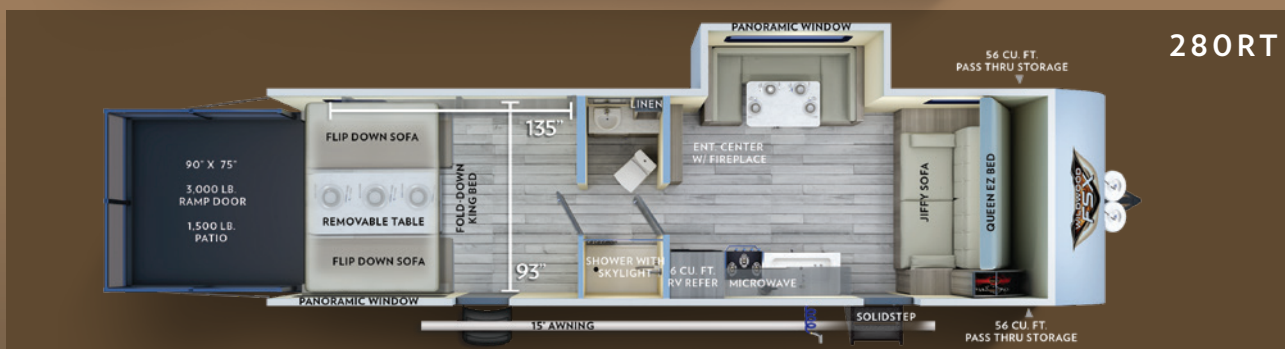 PANORAMIC WINDOW
280RT
56 CU. FT.
PASS THRU STORAGE
LINEN
135"
FLIP DOWN SOFA
ENT. CENTER
W/ FIREPLACE
90" X 75"
3,000 LB.
RAMP DOOR
1,500 LB.
PATIO
REMOVABLE TABLE
FOLD-DOWN
KING BED
JIFFY SOFA
QUEEN EZ BED
WILDWOOD
FSX
FLIP DOWN SOFA
93"
SHOWER WITH
SKYLIGHT
6 CU. FT.
RV REFER
MICROWAVE
PANORAMIC WINDOW
15' AWNING
SOLIDSTEP
56 CU. FT.
PASS THRU STORAGE